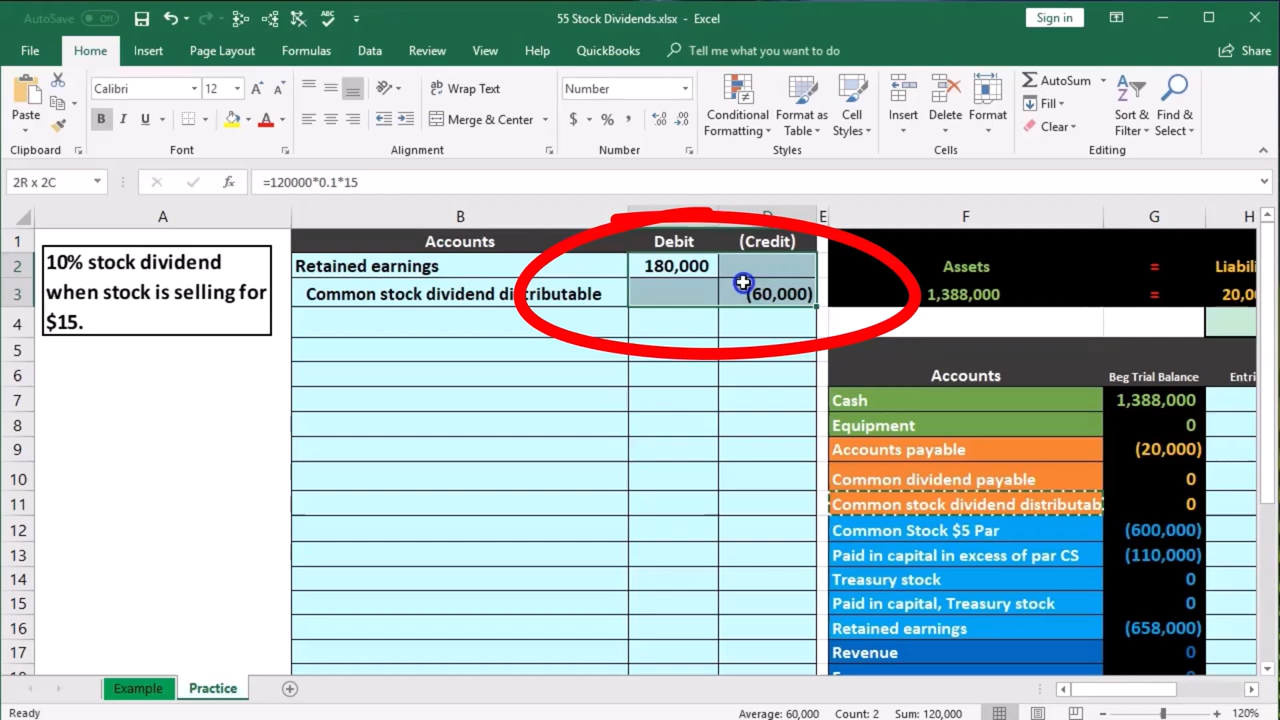 AutoSave Off
55 Stock Dividends.xlsx - Excel
Sign in
File Home Insert Page Layout Formulas Data Review View Help QuickBooks Tell me what you want to do Share
Paste
Clipboard
Calibri 12
B I U A
Font
ab Wrap Text
Merge & Center
Alignment
Number
$ % ,
Number
Conditional Formatting
Format as Table
Cell Styles
Styles
Insert Delete Format
Cells
AutoSum
Fill
Clear
Sort & Filter
Find & Select
Editing
2R x 2C fx =120000*0.1*15
A B D E F G H
1 Accounts Debit (Credit)
2 Retained earnings 180,000 Assets = Liabili
3 Common stock dividend distributable (60,000) 1,388,000 = 20,0
10% stock dividend
when stock is selling for
$15.
4
5
6 Accounts Beg Trial Balance Entri
7 Cash 1,388,000
8 Equipment 0
9 Accounts payable (20,000)
10 Common dividend payable 0
11 Common stock dividend distributab 0
12 Common Stock $5 Par (600,000)
13 Paid in capital in excess of par CS (110,000)
14 Treasury stock 0
15 Paid in capital, Treasury stock 0
16 Retained earnings (658,000)
17 Revenue 0
Example Practice
Ready Average: 60,000 Count: 2 Sum: 120,000 120%